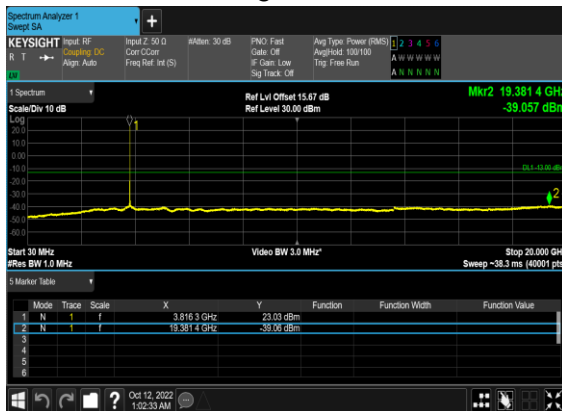 Spectrum Analyzer 1
Swept SA
+
KEYSIGHT Input: RF Input Z: 50 Ω #Atten: 30 dB PNO: Fast Avg Type: Power (RMS) 1 2 3 4 5 6
R T Coupling: DC Corr CCorr Gate: Off Avg|Hold: 100/100 A W W W W W
Align: Auto Freq Ref: Int (S) IF Gain: Low Trig: Free Run
Sig Track: Off A N N N N N
LXI
1 Spectrum Ref Lvl Offset 15.67 dB Mkr2 19.381 4 GHz
Scale/Div 10 dB Ref Level 30.00 dBm -39.057 dBm
Log
20.0
10.0
0.00
-10.0
DL1 -13.00 dBm
-20.0
-30.0
-40.0
-50.0
-60.0
1
2
Start 30 MHz Video BW 3.0 MHz* Stop 20.000 GHz
#Res BW 1.0 MHz Sweep ~38.3 ms (40001 pts)
5 Marker Table
Mode Trace Scale X Y Function Function Width Function Value
1 N 1 f 3.816 3 GHz 23.03 dBm
2 N 1 f 19.381 4 GHz -39.06 dBm
3
4
5
6
? Oct 12, 2022
1:02:33 AM